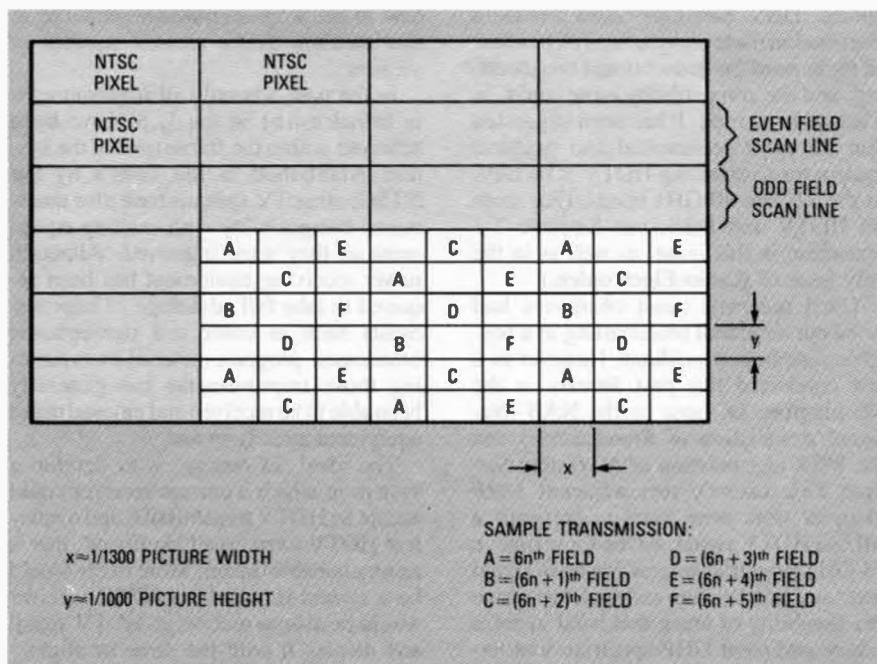 NTSC NTSC
PIXEL PIXEL
NTSC
PIXEL
EVEN FIELD
SCAN LINE
ODD FIELD
SCAN LINE
A E C A E
C A E C
B F D B F
D B F D
y
A E C A E
C A E C
x
SAMPLE TRANSMISSION:
x≈1/1300 PICTURE WIDTH
y≈1/1000 PICTURE HEIGHT
A = 6nth FIELD D = (6n + 3)th FIELD
B = (6n + 1)th FIELD E = (6n + 4)th FIELD
C = (6n + 2)th FIELD F = (6n + 5)th FIELD